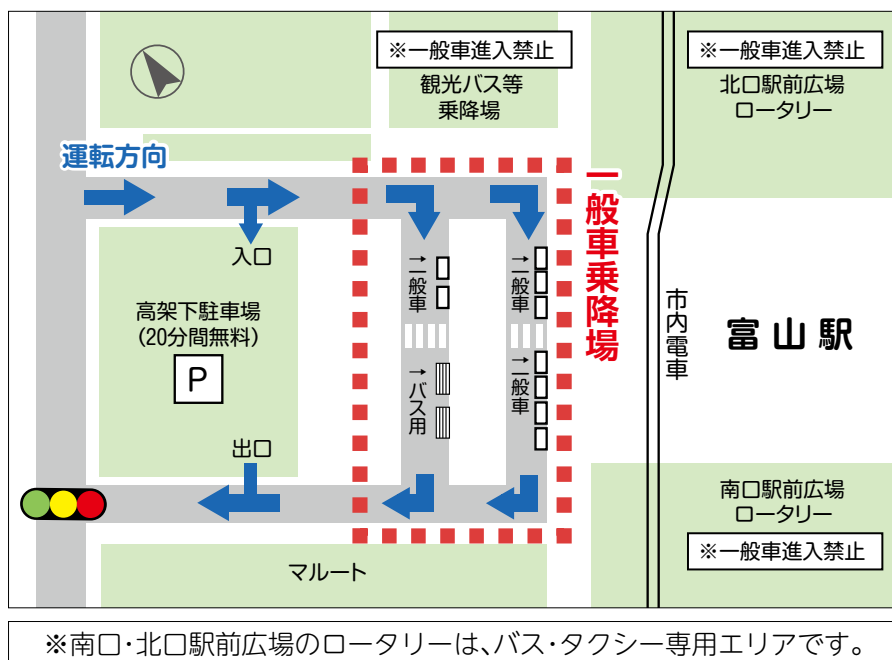 ※一般車進入禁止
観光バス等
乗降場
※一般車進入禁止
北口駅前広場
ロータリー
運転方向
入口
高架下駐車場
(20分間無料)
P
出口
→一般車
→バス用
→一般車
→一般車
一般車乗降場
市内電車
富山駅
南口駅前広場
ロータリー
※一般車進入禁止
マルート
※南口・北口駅前広場のロータリーは、バス・タクシー専用エリアです。